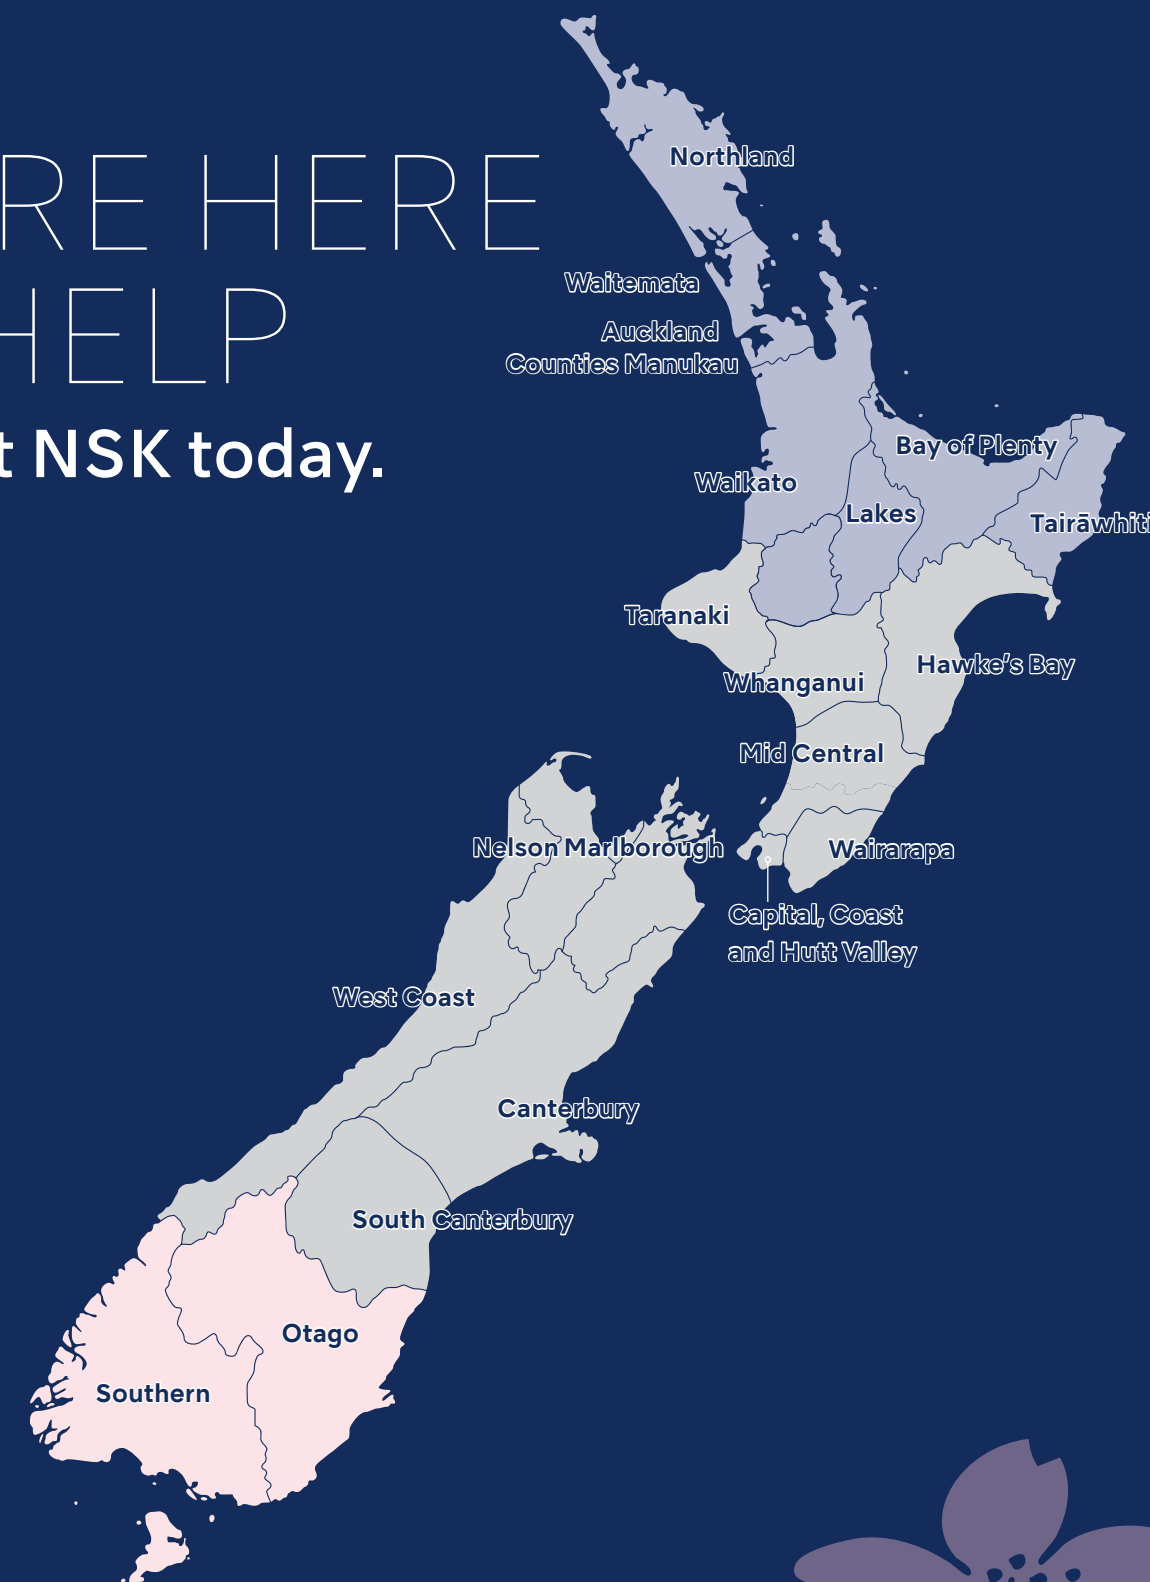 RE HERE
HELP
t NSK today.
Northland
Waitemata
Auckland
Counties Manukau
Bay of Plenty
Waikato
Lakes
Tairāwhiti
Taranaki
Hawke's Bay
Whanganui
Mid Central
Nelson Marlborough
Wairarapa
Capital, Coast
and Hutt Valley
West Coast
Canterbury
South Canterbury
Otago
Southern